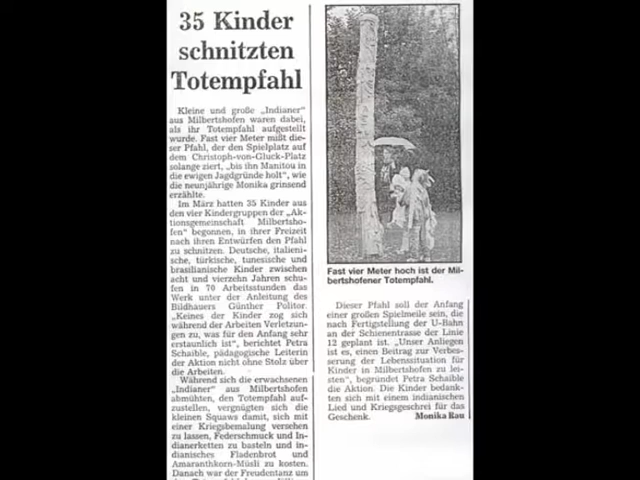 35 Kinder
schnitzten
Totempfahl
Kleine und große „Indianer"
aus Milbertshofen waren dabei,
als ihr Totempfahl aufgestellt
wurde. Fast vier Meter mißt die-
ser Pfahl, der den Spielplatz auf
dem Christoph-von-Gluck-Platz
solange ziert, „bis ihn Manitou in
die ewigen Jagdgründe holt", wie
die neunjährige Monika grinsend
erzählte.
Im März hatten 35 Kinder aus
den vier Kindergruppen der „Ak-
tionsgemeinschaft Milbertsho-
fen" begonnen, in ihrer Freizeit
nach ihren Entwürfen den Pfahl
zu schnitzen. Deutsche, italieni-
sche, türkische, tunesische und
brasilianische Kinder zwischen
acht und vierzehn Jahren schu-
fen in 70 Arbeitsstunden das
Werk unter der Anleitung des
Bildhauers Günther Politor.
„Keines der Kinder zog sich
während der Arbeiten Verletzun-
gen zu, was für den Anfang sehr
erstaunlich ist", berichtet Petra
Schaible, pädagogische Leiterin
der Aktion nicht ohne Stolz über
die Arbeiten.
Während sich die erwachsenen
„Indianer" aus Milbertshofen
abmühten, den Totempfahl auf-
zustellen, vergnügten sich die
kleinen Squaws damit, sich mit
einer Kriegsbemalung versehen
zu lassen, Federschmuck und In-
dianerketten zu basteln und in-
dianisches Fladenbrot und
Amaranthkorn-Müsli zu kosten.
Danach war der Freudentanz um
Fast vier Meter hoch ist der Mil-
bertshofener Totempfahl.
Dieser Pfahl soll der Anfang
einer großen Spielmeile sein, die
nach Fertigstellung der U-Bahn
an der Schienentrasse der Linie
12 geplant ist. „Unser Anliegen
ist es, einen Beitrag zur Verbes-
serung der Lebenssituation für
Kinder in Milbertshofen zu lei-
sten", begründet Petra Schaible
die Aktion. Die Kinder bedank-
ten sich mit einem indianischen
Lied und Kriegsgeschrei für das
Geschenk. Monika Rau